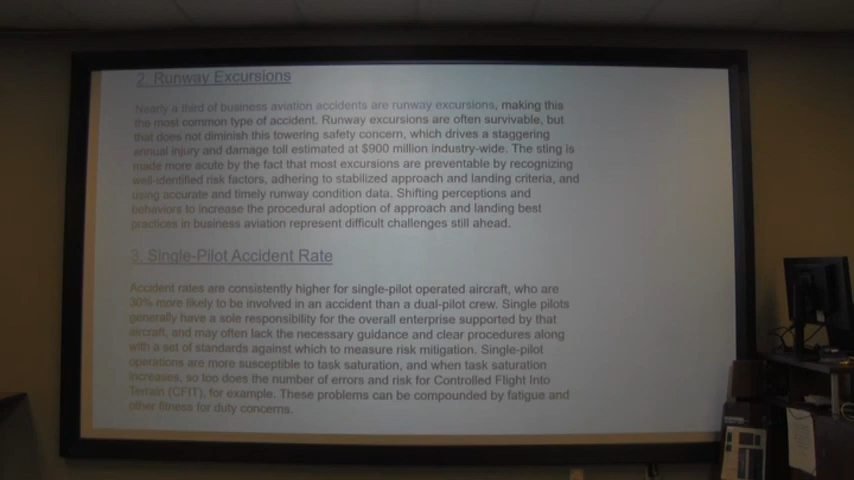 2. Runway Excursions
Nearly a third of business aviation accidents are runway excursions, making this
the most common type of accident. Runway excursions are often survivable, but
that does not diminish this towering safety concern, which drives a staggering
annual injury and damage toll estimated at $900 million industry-wide. The sting is
made more acute by the fact that most excursions are preventable by recognizing
well-identified risk factors, adhering to stabilized approach and landing criteria, and
using accurate and timely runway condition data. Shifting perceptions and
behaviors to increase the procedural adoption of approach and landing best
practices in business aviation represent difficult challenges still ahead.
3. Single-Pilot Accident Rate
Accident rates are consistently higher for single-pilot operated aircraft, who are
30% more likely to be involved in an accident than a dual-pilot crew. Single pilots
generally have a sole responsibility for the overall enterprise supported by that
aircraft, and may often lack the necessary guidance and clear procedures along
with a set of standards against which to measure risk mitigation. Single-pilot
operations are more susceptible to task saturation, and when task saturation
increases, so too does the number of errors and risk for Controlled Flight Into
Terrain (CFIT), for example. These problems can be compounded by fatigue and
other fitness for duty concerns.